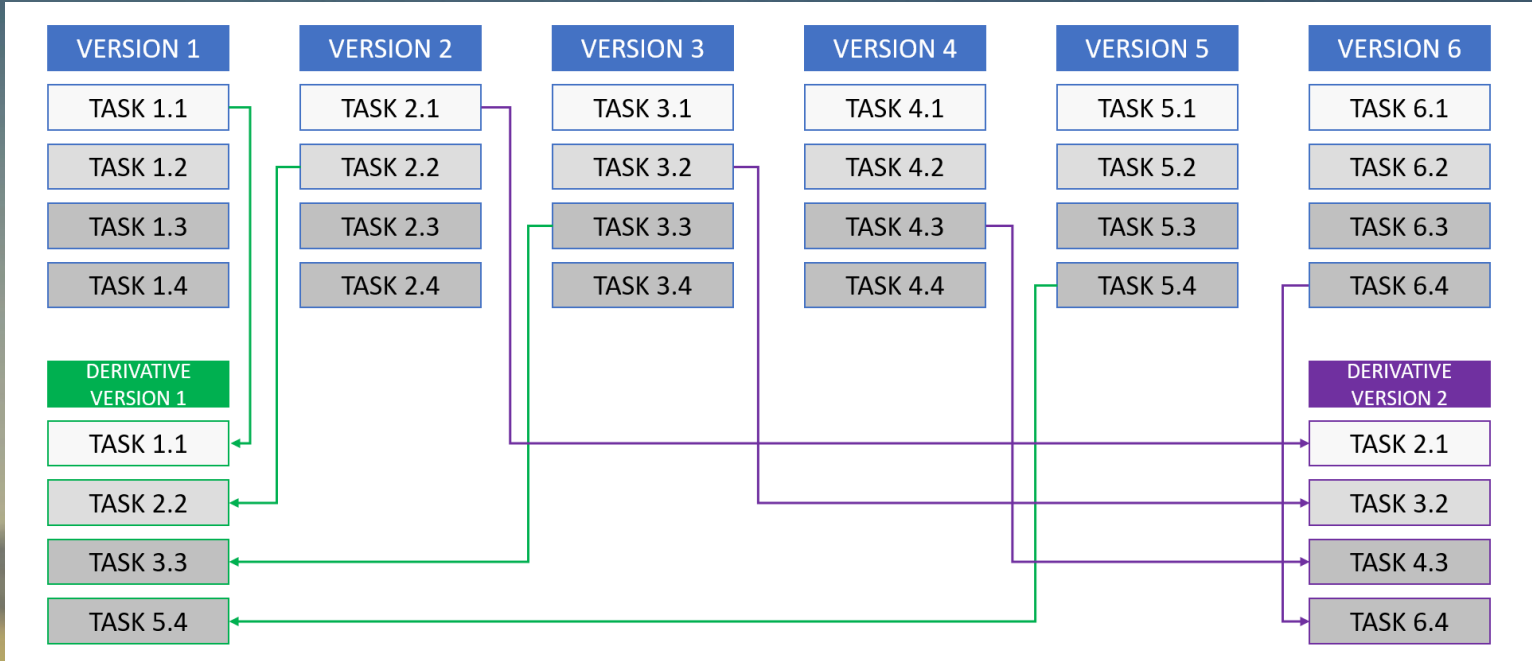 VERSION 1 VERSION 2 VERSION 3 VERSION 4 VERSION 5 VERSION 6
TASK 1.1 TASK 2.1 TASK 3.1 TASK 4.1 TASK 5.1 TASK 6.1
TASK 1.2 TASK 2.2 TASK 3.2 TASK 4.2 TASK 5.2 TASK 6.2
TASK 1.3 TASK 2.3 TASK 3.3 TASK 4.3 TASK 5.3 TASK 6.3
TASK 1.4 TASK 2.4 TASK 3.4 TASK 4.4 TASK 5.4 TASK 6.4
DERIVATIVE
VERSION 1
TASK 1.1
TASK 2.2
TASK 3.3
TASK 5.4
DERIVATIVE
VERSION 2
TASK 2.1
TASK 3.2
TASK 4.3
TASK 6.4